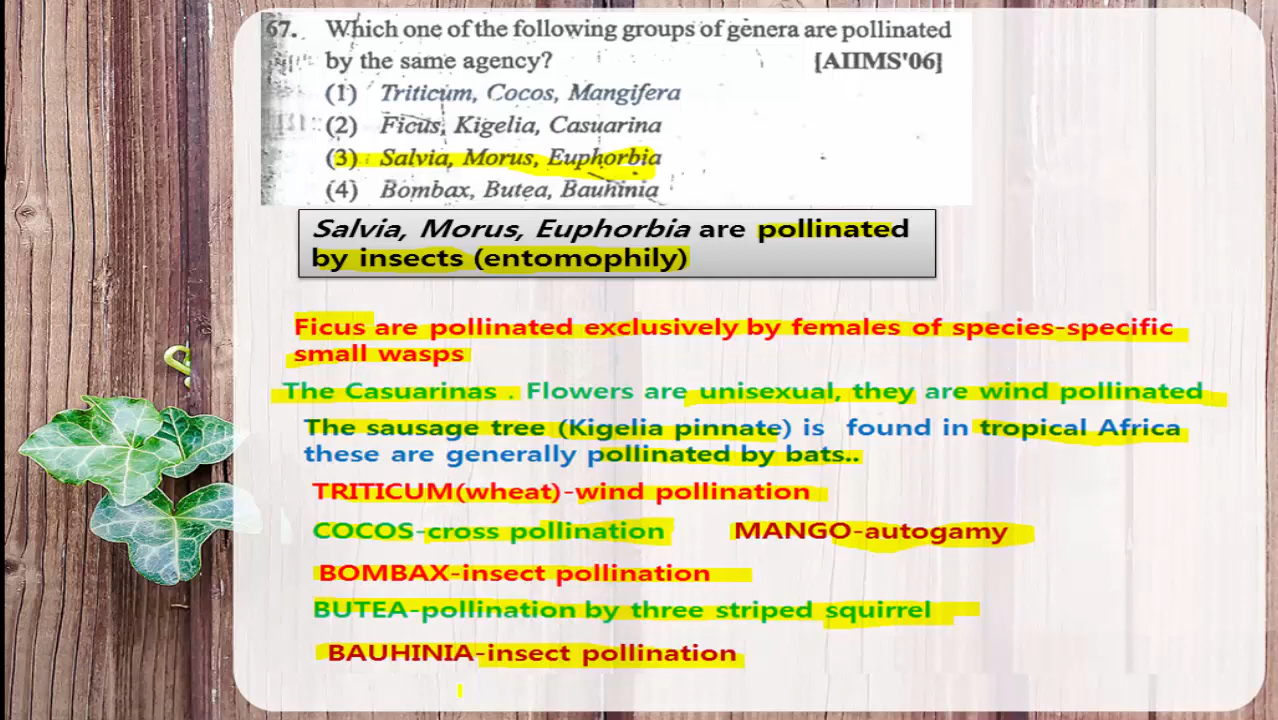 67. Which one of the following groups of genera are pollinated
by the same agency? [AIIMS'06]
(1) Triticum, Cocos, Mangifera
(2) Ficus, Kigelia, Casuarina
(3) Salvia, Morus, Euphorbia
(4) Bombax, Butea, Bauhinia
Salvia, Morus, Euphorbia are pollinated
by insects (entomophily)
Ficus are pollinated exclusively by females of species-specific
small wasps
The Casuarinas . Flowers are unisexual, they are wind pollinated
The sausage tree (Kigelia pinnate) is found in tropical Africa
these are generally pollinated by bats..
TRITICUM(wheat)-wind pollination
COCOS-cross pollination MANGO-autogamy
BOMBAX-insect pollination
BUTEA-pollination by three striped squirrel
BAUHINIA-insect pollination